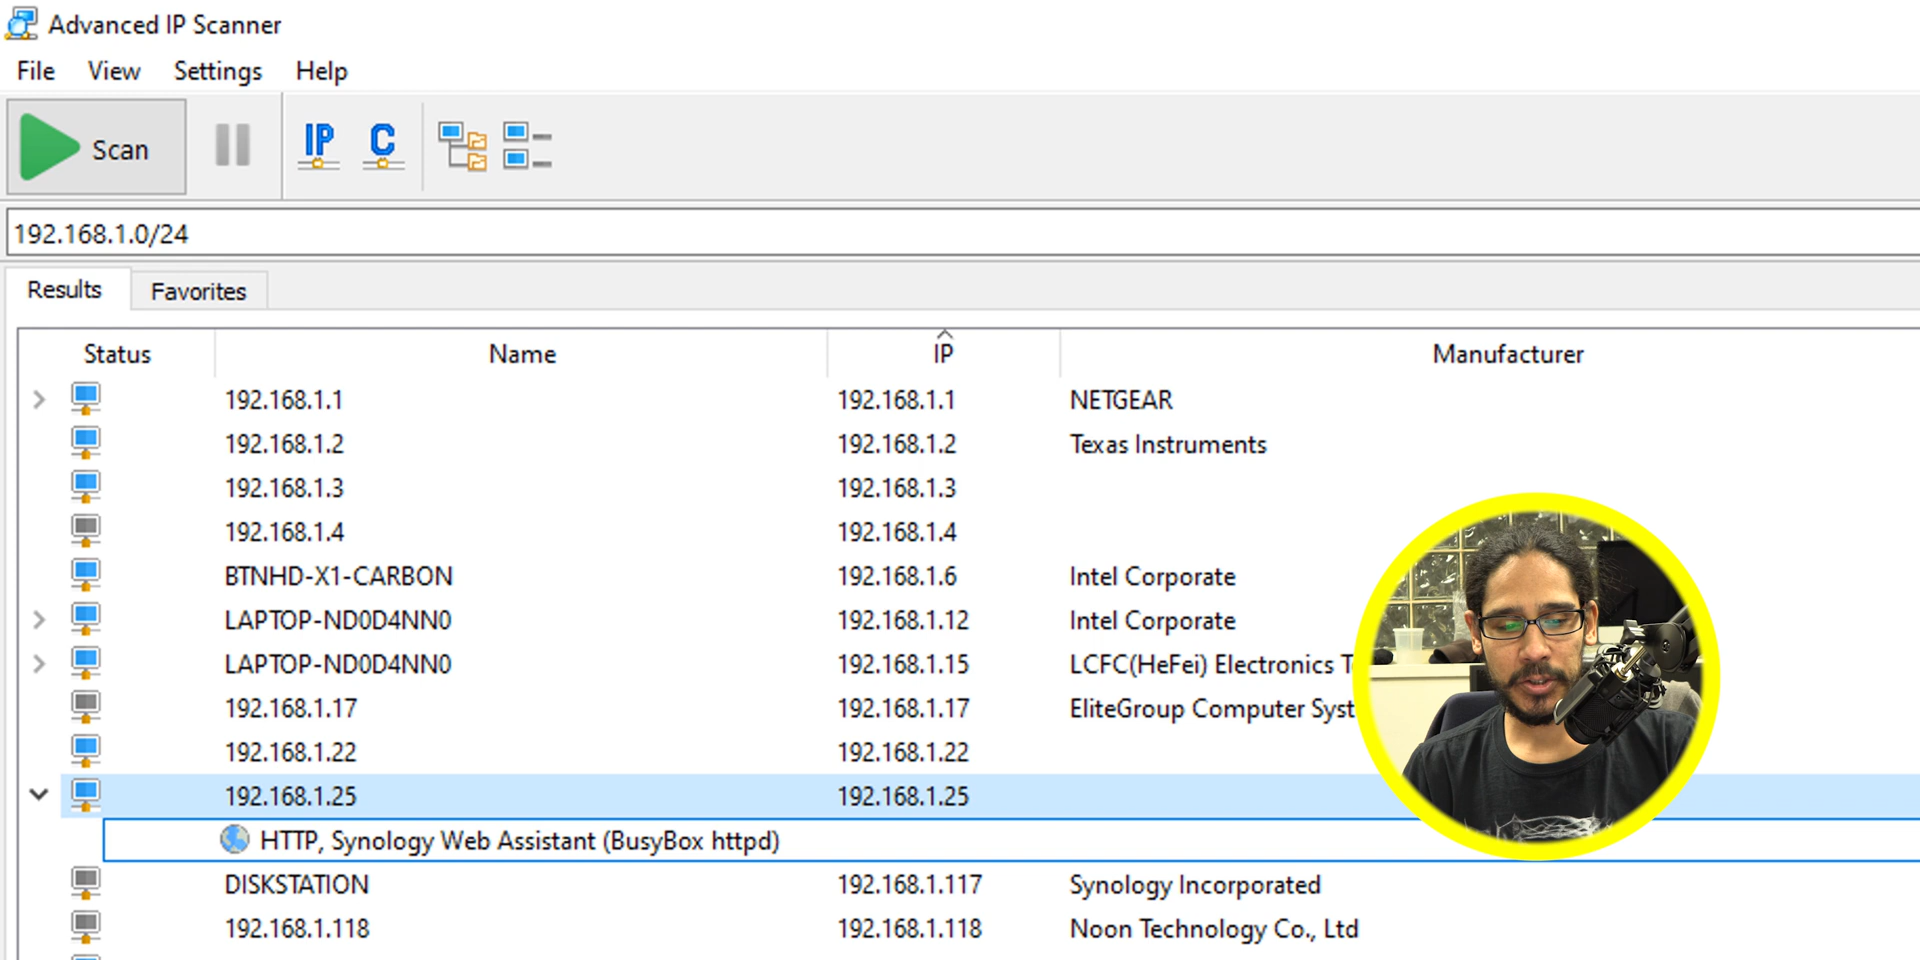 Advanced IP Scanner
File View Settings Help
Scan IP C
192.168.1.0/24
Results Favorites
Status Name IP Manufacturer
192.168.1.1 192.168.1.1 NETGEAR
192.168.1.2 192.168.1.2 Texas Instruments
192.168.1.3 192.168.1.3
192.168.1.4 192.168.1.4
BTNHD-X1-CARBON 192.168.1.6 Intel Corporate
LAPTOP-ND0D4NN0 192.168.1.12 Intel Corporate
LAPTOP-ND0D4NN0 192.168.1.15 LCFC(HeFei) Electronics
192.168.1.17 192.168.1.17 EliteGroup Computer
192.168.1.22 192.168.1.22
192.168.1.25 192.168.1.25
HTTP, Synology Web Assistant (BusyBox httpd)
DISKSTATION 192.168.1.117 Synology Incorporated
192.168.1.118 192.168.1.118 Noon Technology Co., Ltd